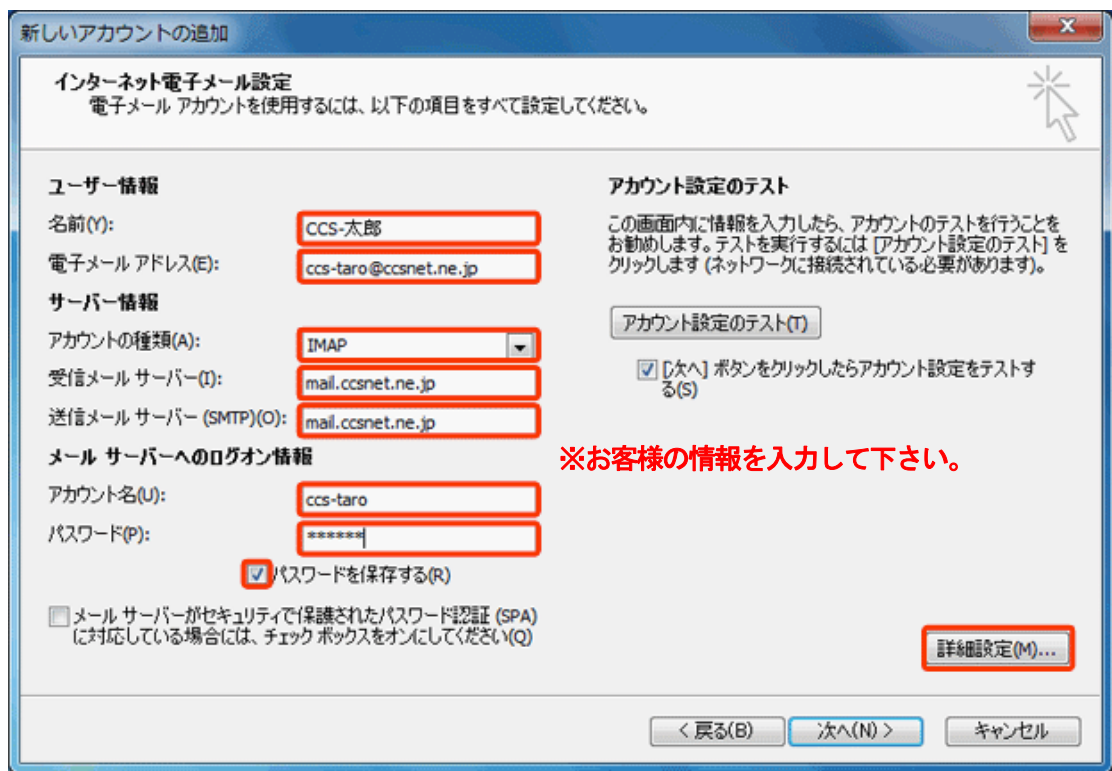 新しいアカウントの追加
インターネット電子メール設定
電子メール アカウントを使用するには、以下の項目をすべて設定してください。
ユーザー情報
名前(Y):
CCS-太郎
電子メール アドレス(E):
ccs-taro@ccsnet.ne.jp
サーバー情報
アカウントの種類(A):
IMAP
受信メール サーバー(I):
mail.ccsnet.ne.jp
送信メール サーバー (SMTP)(O):
mail.ccsnet.ne.jp
メール サーバーへのログオン情報
アカウント名(U):
ccs-taro
パスワード(P):
******
パスワードを保存する(R)
メール サーバーがセキュリティで保護されたパスワード認証 (SPA)
に対応している場合には、チェック ボックスをオンにしてください(Q)
アカウント設定のテスト
この画面内に情報を入力したら、アカウントのテストを行うことを
お勧めします。テストを実行するには [アカウント設定のテスト] を
クリックします (ネットワークに接続されている必要があります)。
アカウント設定のテスト(T)
[次へ] ボタンをクリックしたらアカウント設定をテストす
る(S)
※お客様の情報を入力して下さい。
詳細設定(M)...
< 戻る(B)
次へ(N) >
キャンセル